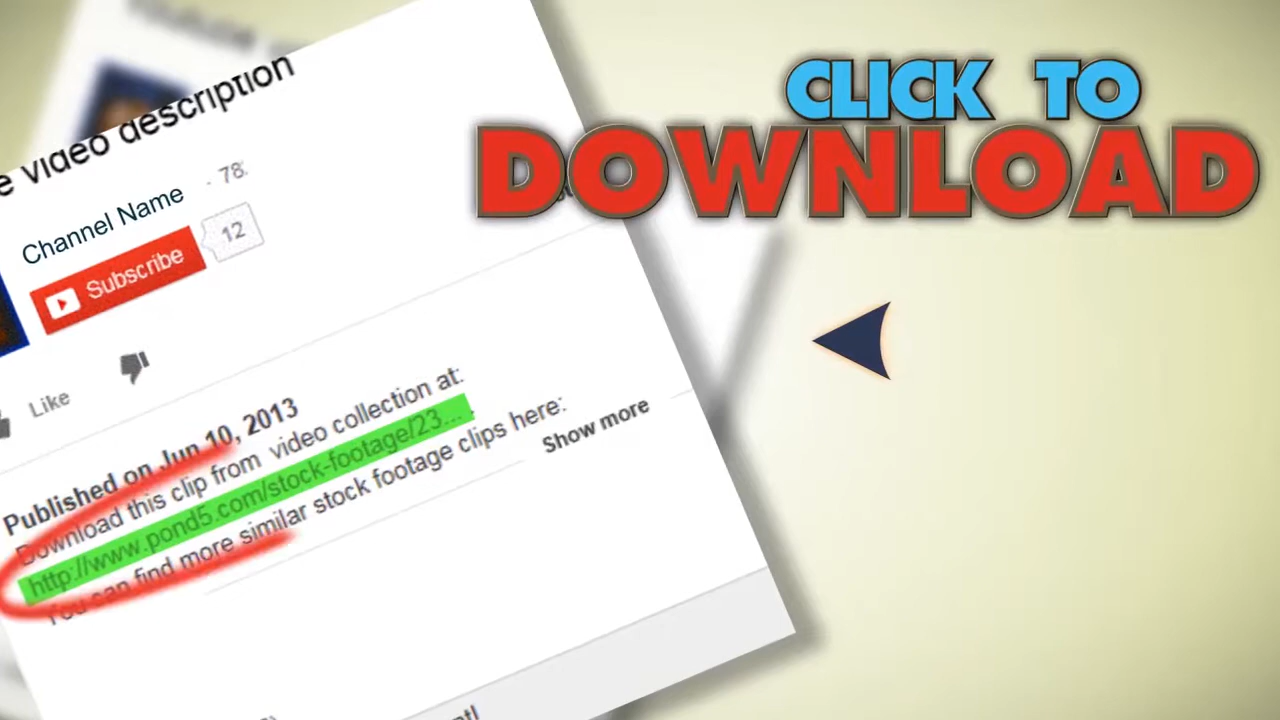 CLICK TO
DOWNLOAD
video description
Channel Name
· 78
Subscribe
12
Like
Published on Jun 10, 2013
Download this clip from video collection at:
http://www.pond5.com/stock-footage/23...
You can find more similar stock footage clips here:
Show more